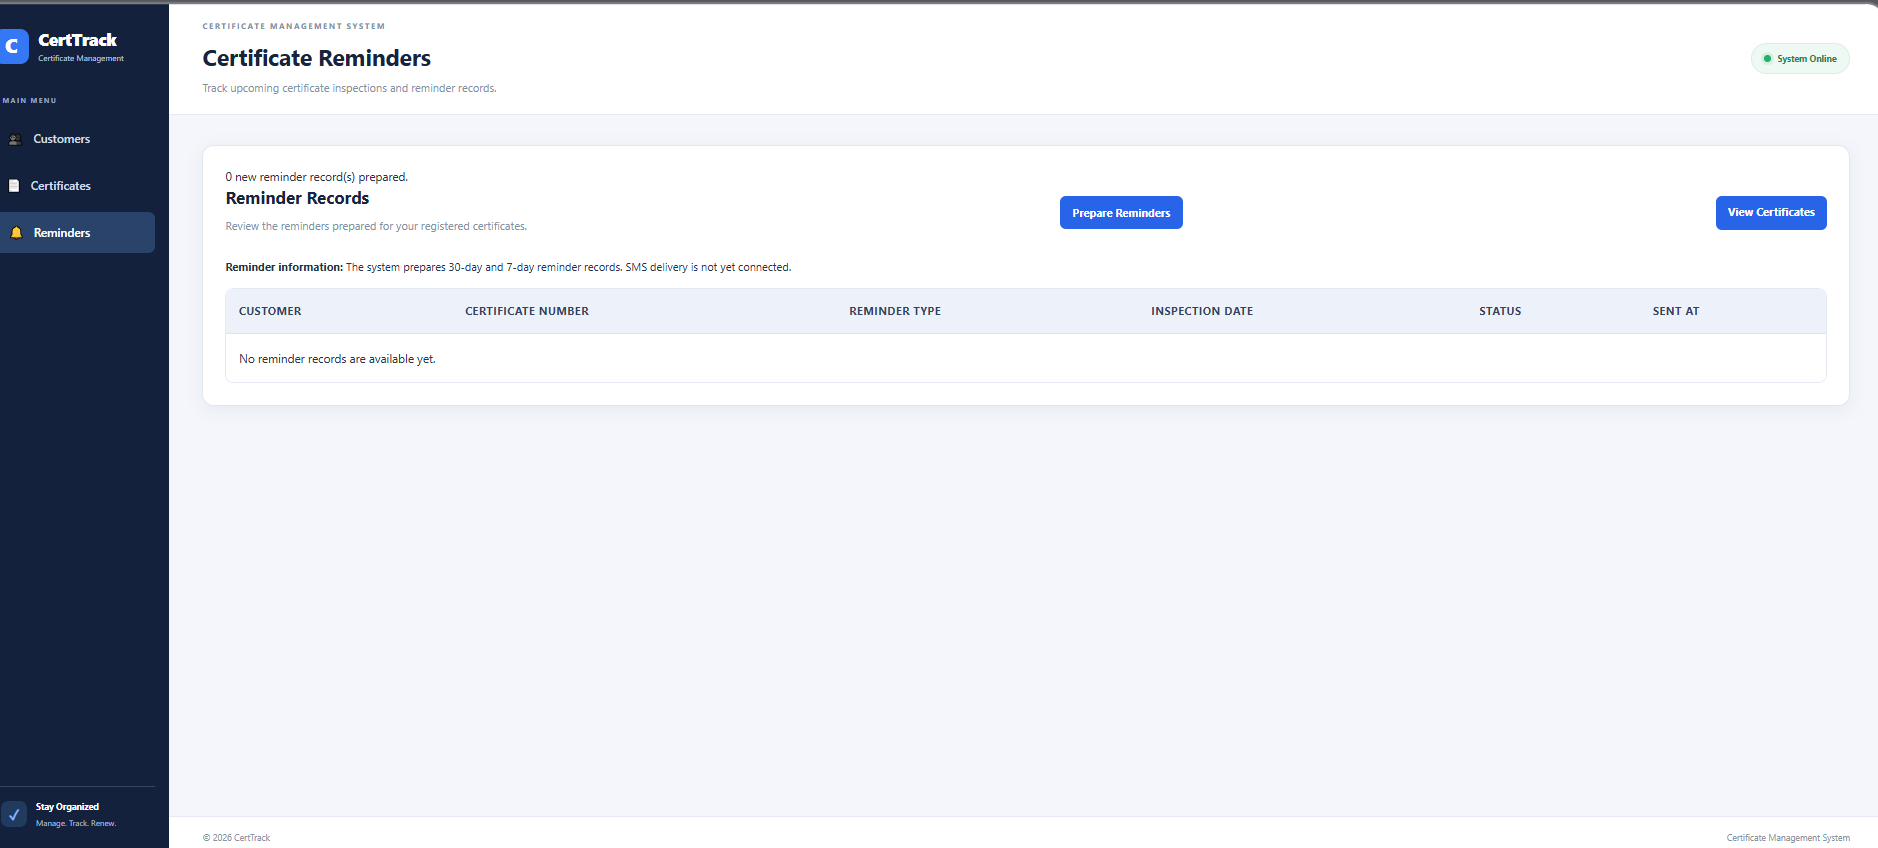 C
CertTrack
Certificate Management
MAIN MENU
Customers
Certificates
Reminders
Stay Organized
Manage. Track. Renew.
CERTIFICATE MANAGEMENT SYSTEM
Certificate Reminders
Track upcoming certificate inspections and reminder records.
System Online
0 new reminder record(s) prepared.
Reminder Records
Review the reminders prepared for your registered certificates.
Prepare Reminders
View Certificates
Reminder information: The system prepares 30-day and 7-day reminder records. SMS delivery is not yet connected.
CUSTOMER CERTIFICATE NUMBER REMINDER TYPE INSPECTION DATE STATUS SENT AT
No reminder records are available yet.
© 2026 CertTrack
Certificate Management System